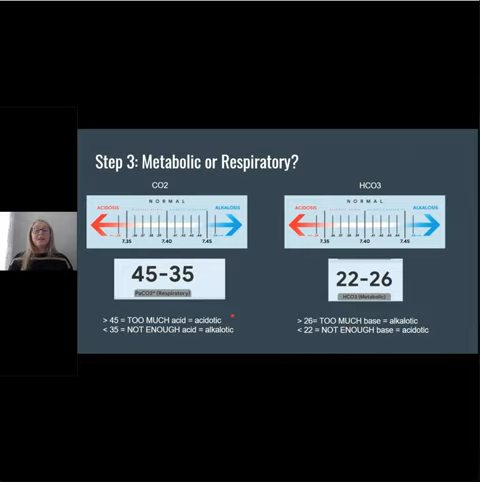 Step 3: Metabolic or Respiratory?
CO2
NORMAL
ACIDOSIS
ALKALOSIS
7.35
7.40
7.45
45-35
PaCO2* (Respiratory)
> 45 = TOO MUCH acid = acidotic
< 35 = NOT ENOUGH acid = alkalotic
HCO3
NORMAL
ACIDOSIS
ALKALOSIS
7.35
7.40
7.45
22-26
HCO3 (Metabolic)
> 26= TOO MUCH base = alkalotic
< 22 = NOT ENOUGH base = acidotic